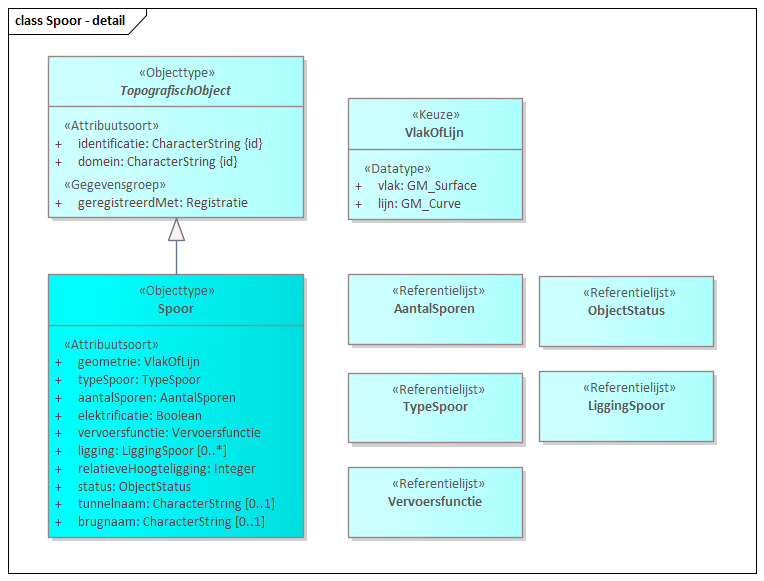 class Spoor - detail
«Objecttype»
TopografischObject
«Attribuutsoort»
+ identificatie: CharacterString {id}
+ domein: CharacterString {id}
«Gegevensgroep»
+ geregistreerdMet: Registratie
«Keuze»
VlakOfLijn
«Datatype»
+ vlak: GM_Surface
+ lijn: GM_Curve
«Objecttype»
Spoor
«Attribuutsoort»
+ geometrie: VlakOfLijn
+ typeSpoor: TypeSpoor
+ aantalSporen: AantalSporen
+ elektrificatie: Boolean
+ vervoersfunctie: Vervoersfunctie
+ ligging: LiggingSpoor [0..*]
+ relatieveHoogteligging: Integer
+ status: ObjectStatus
+ tunnelnaam: CharacterString [0..1]
+ brugnaam: CharacterString [0..1]
«Referentielijst»
AantalSporen
«Referentielijst»
ObjectStatus
«Referentielijst»
TypeSpoor
«Referentielijst»
LiggingSpoor
«Referentielijst»
Vervoersfunctie